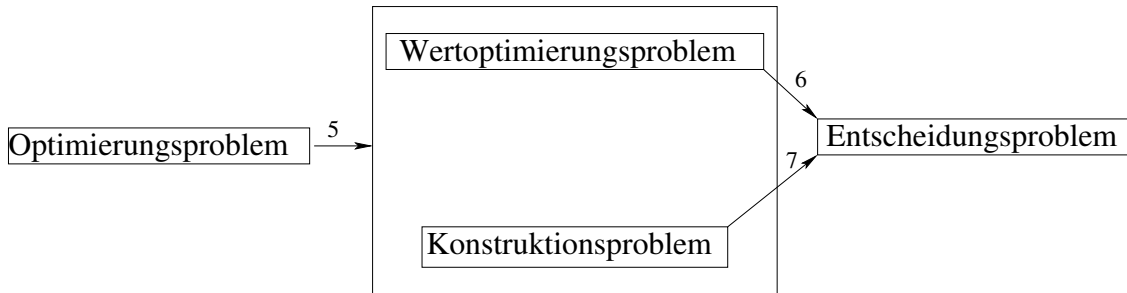 Wertoptimierungsproblem
6
5
Optimierungsproblem
Entscheidungsproblem
7
Konstruktionsproblem